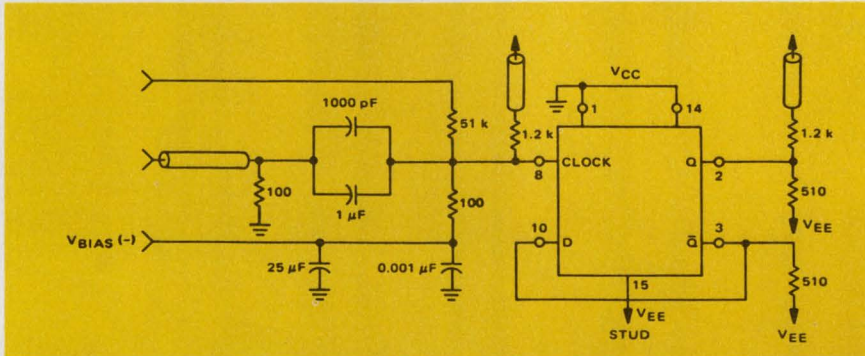 VCC
1000 pF
51 k
1.2 k
1
14
1.2 k
CLOCK
Q
8
2
100
1 µF
100
510
VBIAS (-)
10
D
Q̅
3
VEE
25 µF
0.001 µF
15
510
VEE
STUD
VEE